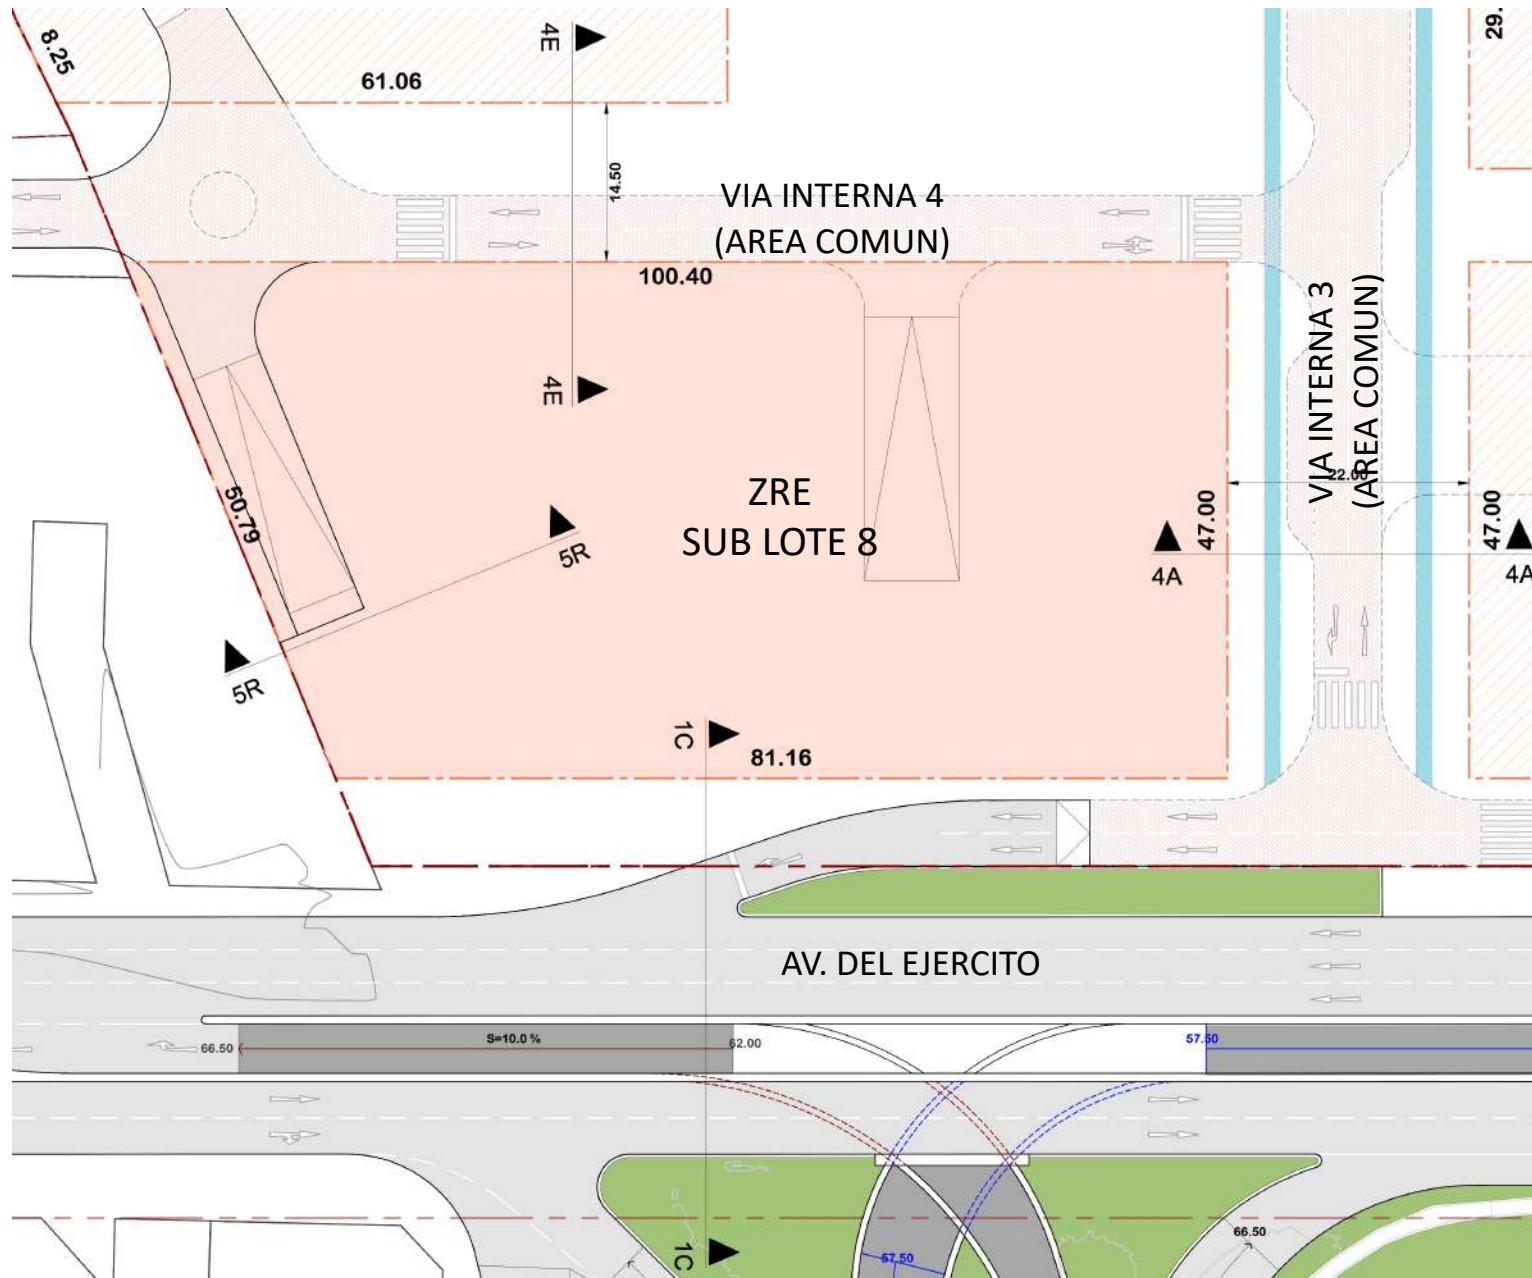 8.25
61.06
4E
29.
14.50
VIA INTERNA 4
(AREA COMUN)
100.40
VIA INTERNA 3
(AREA COMUN)
4E
50.79
ZRE
SUB LOTE 8
5R
5R
22.00
47.00
47.00
4A
4A
1C
81.16
AV. DEL EJERCITO
66.50
S=10.0 %
62.00
57.50
66.50
1C
57.50